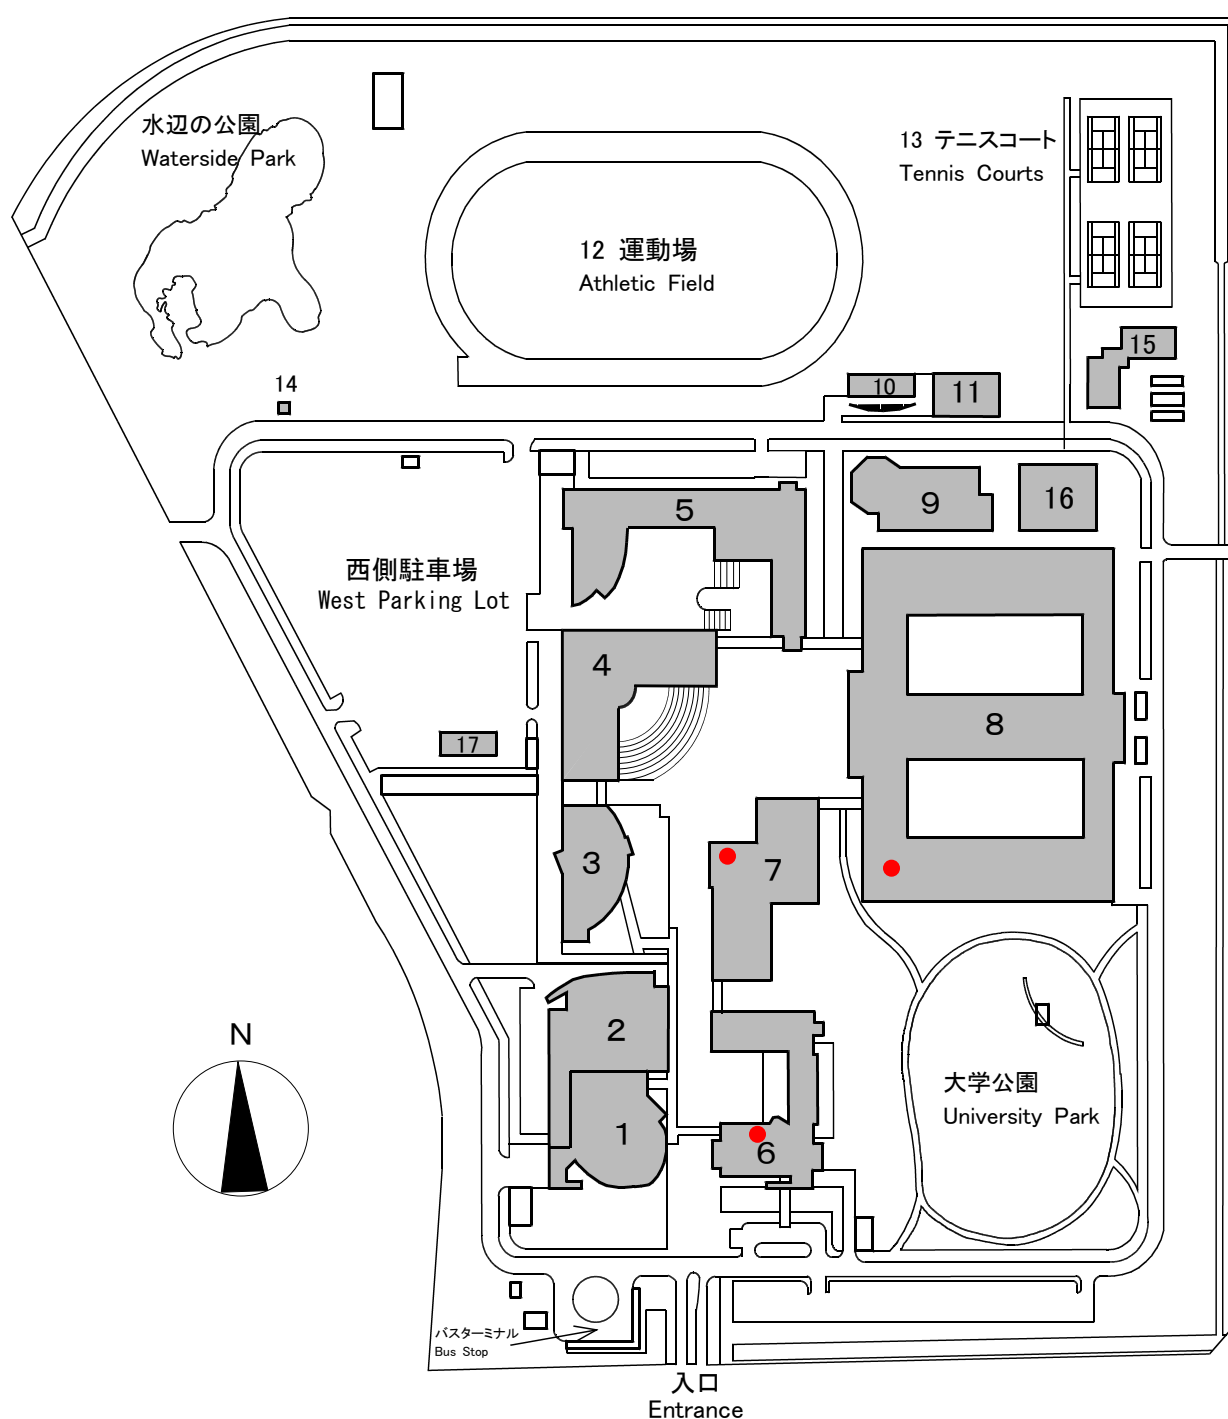 水辺の公園
Waterside Park
13 テニスコート
Tennis Courts
12 運動場
Athletic Field
15
14
10
11
5
9
16
西側駐車場
West Parking Lot
4
8
17
3
7
N
2
大学公園
University Park
1
6
バスターミナル
Bus Stop
入口
Entrance